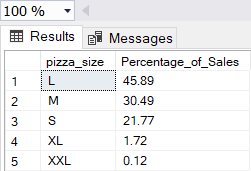 100 %
Results Messages
pizza_size Percentage_of_Sales
1 L 45.89
2 M 30.49
3 S 21.77
4 XL 1.72
5 XXL 0.12